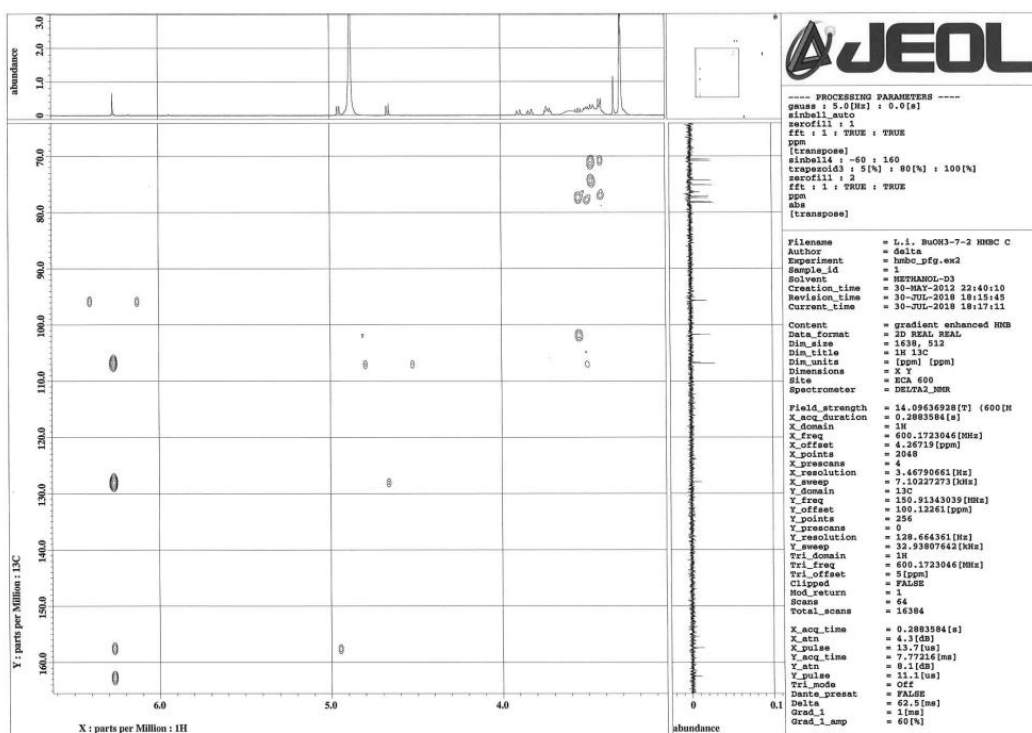 abundance
3.0
2.0
1.0
0
70.0
80.0
90.0
100.0
110.0
120.0
130.0
140.0
150.0
160.0
Y : parts per Million : 13C
6.0
5.0
4.0
X : parts per Million : 1H
0
0.1
abundance
JEOL
---- PROCESSING PARAMETERS ----
gauss : 5.0[Hz] : 0.0[s]
sinbell_auto
zerofill : 1
fft : 1 : TRUE : TRUE
ppm
[transpose]
sinbell4 : -60 : 160
trapezoid3 : 5[%] : 80[%] : 100[%]
zerofill : 2
fft : 1 : TRUE : TRUE
ppm
abs
[transpose]
Filename = L.i. BuOH3-7-2 HMBC C
Author = delta
Experiment = hmbc_pfg.ex2
Sample_id = 1
Solvent = METHANOL-D3
Creation_time = 30-MAY-2012 22:40:10
Revision_time = 30-JUL-2018 18:15:45
Current_time = 30-JUL-2018 18:17:11
Content = gradient enhanced HMB
Data_format = 2D REAL REAL
Dim_size = 1638, 512
Dim_title = 1H 13C
Dim_units = [ppm] [ppm]
Dimensions = X Y
Site = ECA 600
Spectrometer = DELTA2_NMR
Field_strength = 14.09636928[T] (600[M
X_acq_duration = 0.2883584[s]
X_domain = 1H
X_freq = 600.1723046[MHz]
X_offset = 4.26719[ppm]
X_points = 2048
X_prescans = 4
X_resolution = 3.46790661[Hz]
X_sweep = 7.10227273[kHz]
Y_domain = 13C
Y_freq = 150.91343039[MHz]
Y_offset = 100.12261[ppm]
Y_points = 256
Y_prescans = 0
Y_resolution = 128.664361[Hz]
Y_sweep = 32.93807642[kHz]
Tri_domain = 1H
Tri_freq = 600.1723046[MHz]
Tri_offset = 5[ppm]
Clipped = FALSE
Mod_return = 1
Scans = 64
Total_scans = 16384
X_acq_time = 0.2883584[s]
X_atn = 4.3[dB]
X_pulse = 13.7[us]
Y_acq_time = 7.77216[ms]
Y_atn = 8.1[dB]
Y_pulse = 11.1[us]
Tri_mode = Off
Dante_presat = FALSE
Delta = 62.5[ms]
Grad_1 = 1[ms]
Grad_1_amp = 60[%]